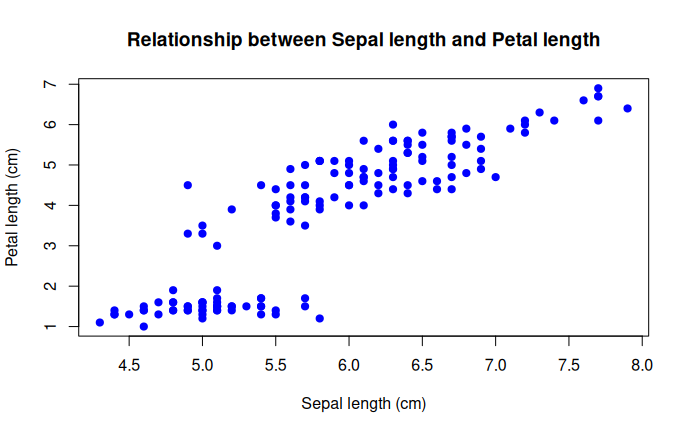 Relationship between Sepal length and Petal length
Petal length (cm)
7
6
5
4
3
2
1
4.5 5.0 5.5 6.0 6.5 7.0 7.5 8.0
Sepal length (cm)